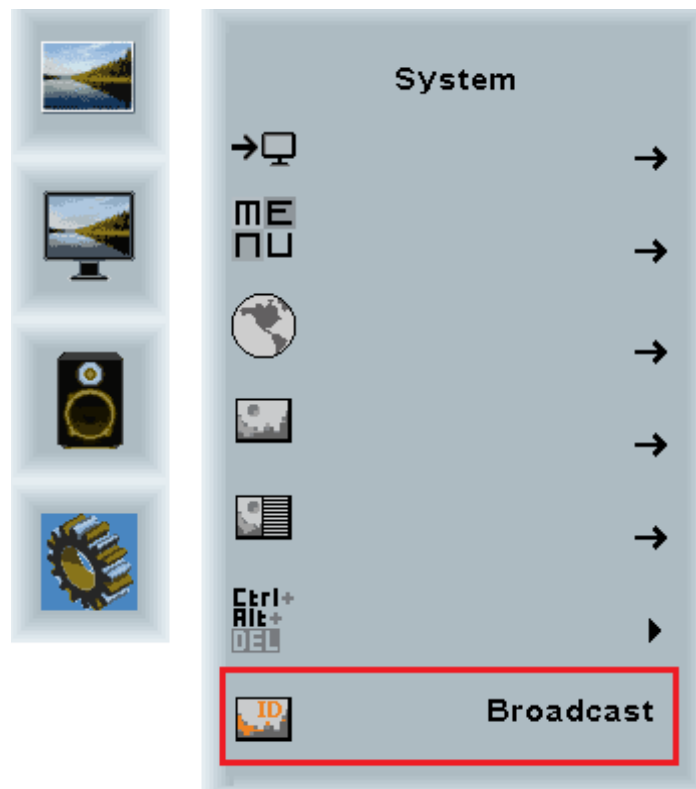 System
ME
NU
Ctrl+
Alt+
DEL
ID
Broadcast